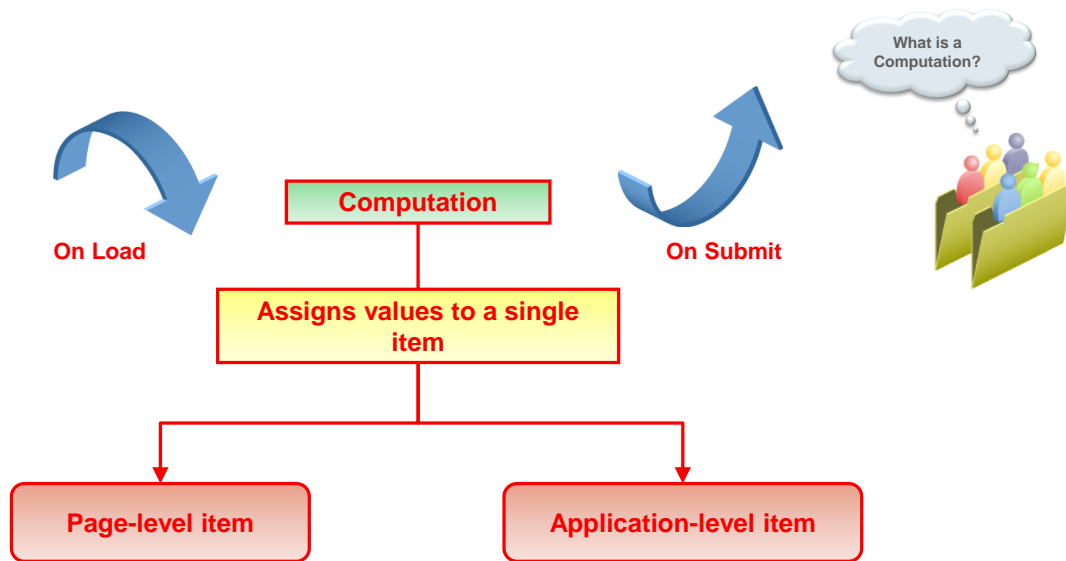 What is a
Computation?
Computation
On Load
On Submit
Assigns values to a single
item
Page-level item
Application-level item